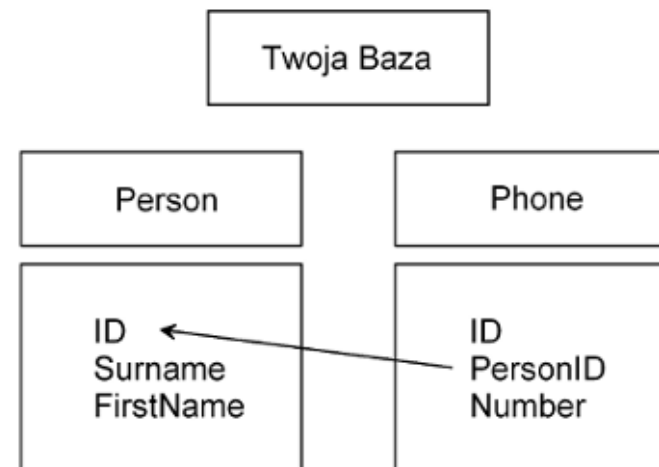 Twoja Baza
Person
Phone
ID
Surname
FirstName
ID
PersonID
Number